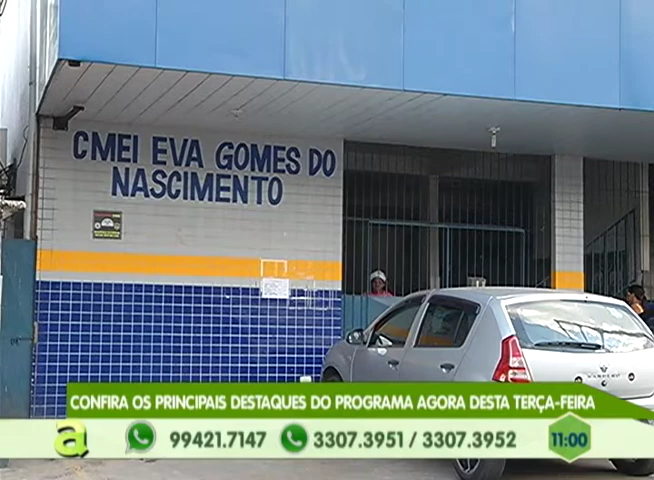 CMEI EVA GOMES DO
NASCIMENTO
CONFIRA OS PRINCIPAIS DESTAQUES DO PROGRAMA AGORA DESTA TERÇA-FEIRA
a 99421.7147 3307.3951 / 3307.3952 11:00